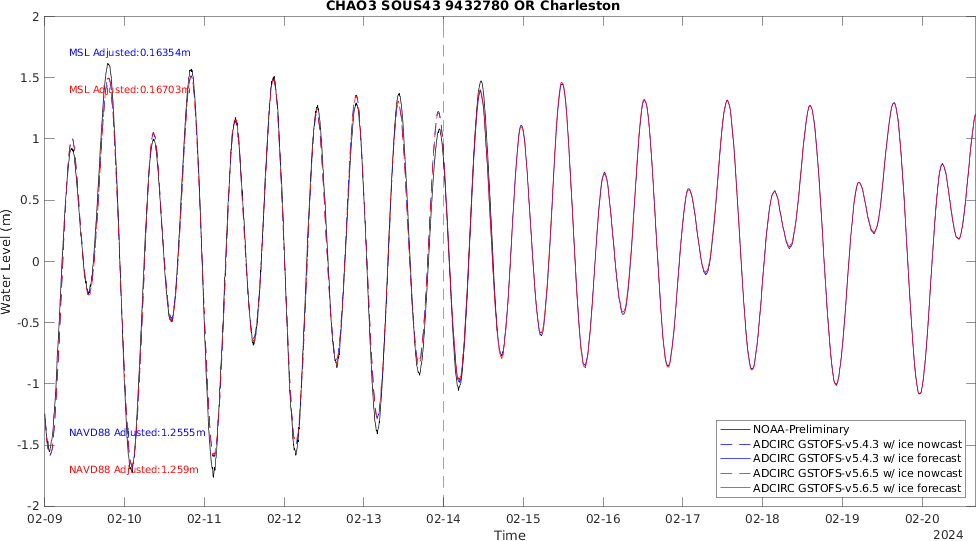 CHAO3 SOUS43 9432780 OR Charleston
2
1.5
1
0.5
0
-0.5
-1
-1.5
-2
Water Level (m)
MSL Adjusted:0.16354m
MSL Adjusted:0.16703m
NAVD88 Adjusted:1.2555m
NAVD88 Adjusted:1.259m
NOAA-Preliminary
ADCIRC GSTOFS-v5.4.3 w/ ice nowcast
ADCIRC GSTOFS-v5.4.3 w/ ice forecast
ADCIRC GSTOFS-v5.6.5 w/ ice nowcast
ADCIRC GSTOFS-v5.6.5 w/ ice forecast
02-09 02-10 02-11 02-12 02-13 02-14 02-15 02-16 02-17 02-18 02-19 02-20
Time
2024